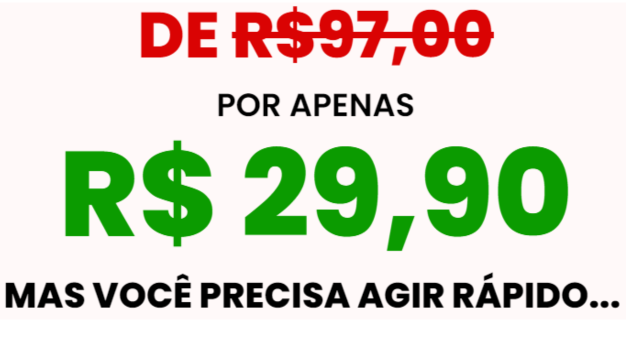 DE R$97,00
POR APENAS
R$ 29,90
MAS VOCÊ PRECISA AGIR RÁPIDO...